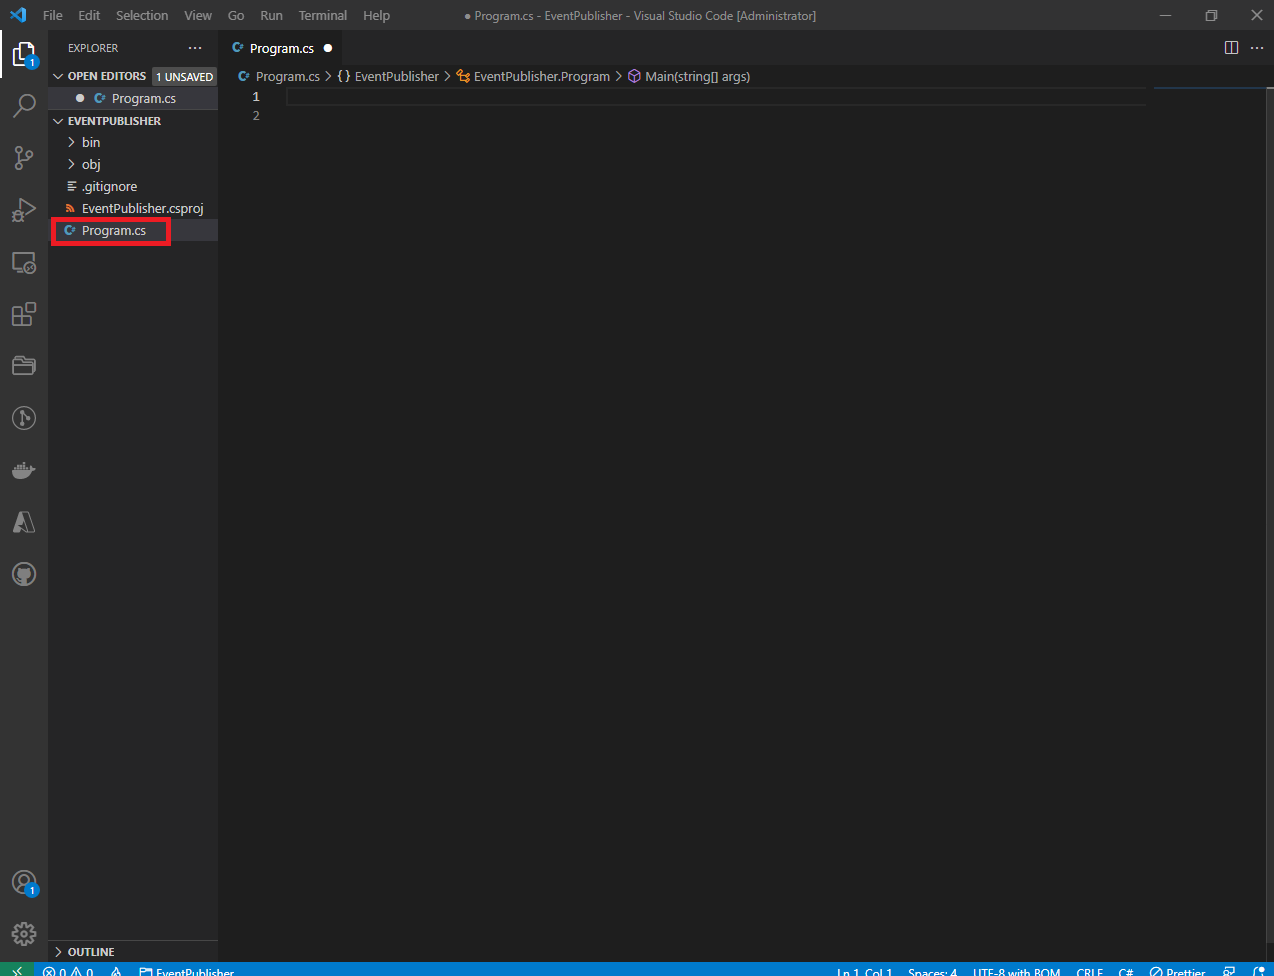 File Edit Selection View Go Run Terminal Help ● Program.cs - EventPublisher - Visual Studio Code [Administrator]
EXPLORER ···
C# Program.cs ●
OPEN EDITORS 1 UNSAVED
● C# Program.cs
EVENTPUBLISHER
bin
obj
.gitignore
EventPublisher.csproj
C# Program.cs
C# Program.cs > {} EventPublisher > EventPublisher.Program > Main(string[] args)
1
2
1
1
OUTLINE
0 0 EventPublisher Ln 1, Col 1 Spaces: 4 UTF-8 with BOM CRLF C# Prettier